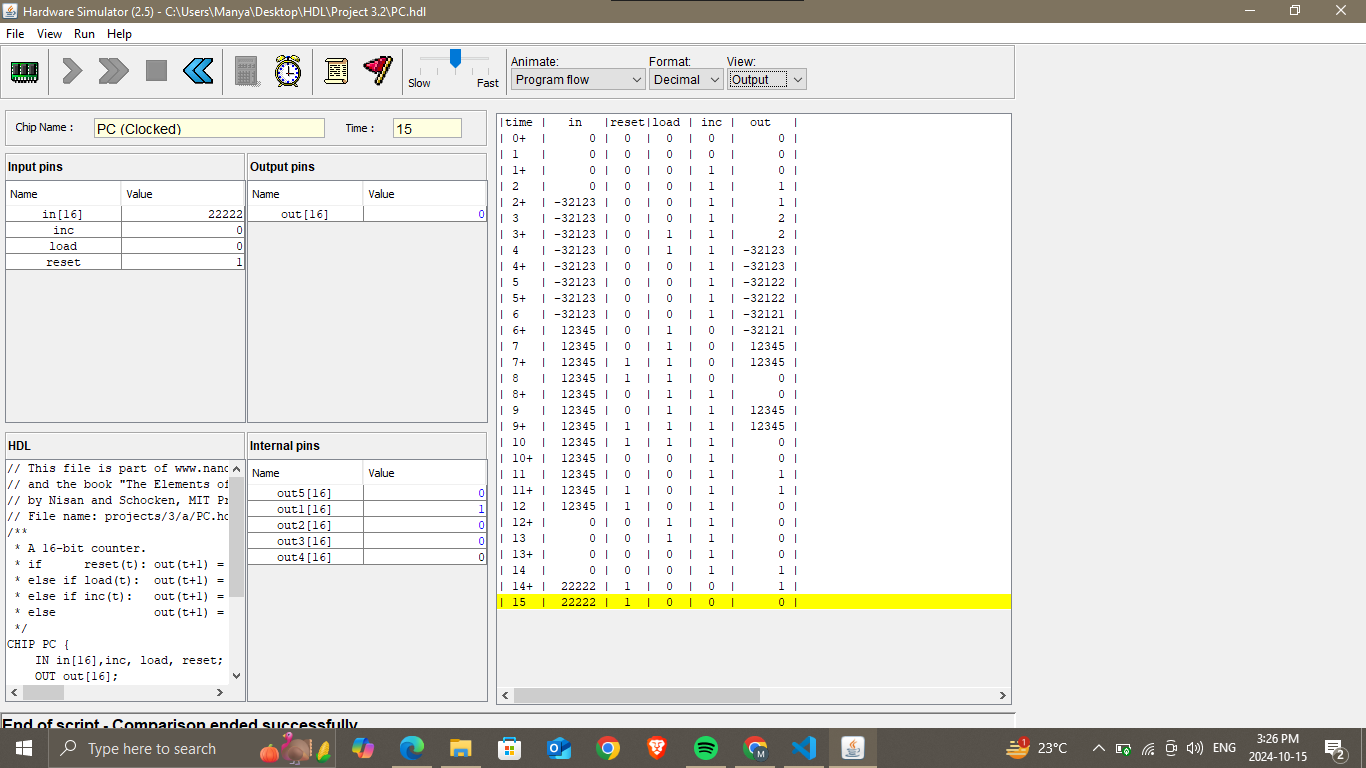 Hardware Simulator (2.5) - C:\Users\Manya\Desktop\HDL\Project 3.2\PC.hdl
File View Run Help
Animate: Format: View:
Slow Fast Program flow Decimal Output
Chip Name : PC (Clocked) Time : 15
Input pins
Name Value
in[16] 22222
inc 0
load 0
reset 1
Output pins
Name Value
out[16] 0
HDL
// This file is part of www.nand
// and the book "The Elements of
// by Nisan and Schocken, MIT Pr
// File name: projects/3/a/PC.hd
/**
* A 16-bit counter.
* if reset(t): out(t+1) =
* else if load(t): out(t+1) =
* else if inc(t): out(t+1) =
* else out(t+1) =
*/
CHIP PC {
IN in[16],inc, load, reset;
OUT out[16];
Internal pins
Name Value
out5[16] 0
out1[16] 1
out2[16] 0
out3[16] 0
out4[16] 0
|time | in |reset|load | inc | out |
| 0+ | 0 | 0 | 0 | 0 | 0 |
| 1 | 0 | 0 | 0 | 0 | 0 |
| 1+ | 0 | 0 | 0 | 1 | 0 |
| 2 | 0 | 0 | 0 | 1 | 1 |
| 2+ | -32123 | 0 | 0 | 1 | 1 |
| 3 | -32123 | 0 | 0 | 1 | 2 |
| 3+ | -32123 | 0 | 1 | 1 | 2 |
| 4 | -32123 | 0 | 1 | 1 | -32123 |
| 4+ | -32123 | 0 | 0 | 1 | -32123 |
| 5 | -32123 | 0 | 0 | 1 | -32122 |
| 5+ | -32123 | 0 | 0 | 1 | -32122 |
| 6 | -32123 | 0 | 0 | 1 | -32121 |
| 6+ | 12345 | 0 | 1 | 0 | -32121 |
| 7 | 12345 | 0 | 1 | 0 | 12345 |
| 7+ | 12345 | 1 | 1 | 0 | 12345 |
| 8 | 12345 | 1 | 1 | 0 | 0 |
| 8+ | 12345 | 0 | 1 | 1 | 0 |
| 9 | 12345 | 0 | 1 | 1 | 12345 |
| 9+ | 12345 | 1 | 1 | 1 | 12345 |
| 10 | 12345 | 1 | 1 | 1 | 0 |
| 10+ | 12345 | 0 | 0 | 1 | 0 |
| 11 | 12345 | 0 | 0 | 1 | 1 |
| 11+ | 12345 | 1 | 0 | 1 | 1 |
| 12 | 12345 | 1 | 0 | 1 | 0 |
| 12+ | 0 | 0 | 1 | 1 | 0 |
| 13 | 0 | 0 | 1 | 1 | 0 |
| 13+ | 0 | 0 | 0 | 1 | 0 |
| 14 | 0 | 0 | 0 | 1 | 1 |
| 14+ | 22222 | 1 | 0 | 0 | 1 |
| 15 | 22222 | 1 | 0 | 0 | 0 |
End of script - Comparison ended successfully
Type here to search
M
1
23°C
ENG
3:26 PM
2024-10-15
2